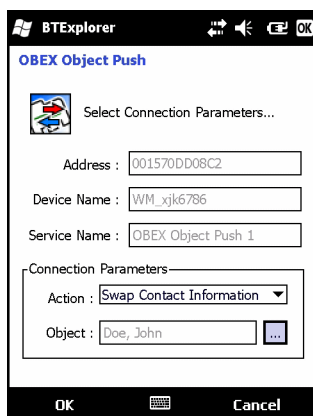 BTExplorer OK
OBEX Object Push
Select Connection Parameters...
Address : 001570DD08C2
Device Name : WM_xjk6786
Service Name : OBEX Object Push 1
Connection Parameters
Action : Swap Contact Information
Object : Doe, John ...
OK Cancel